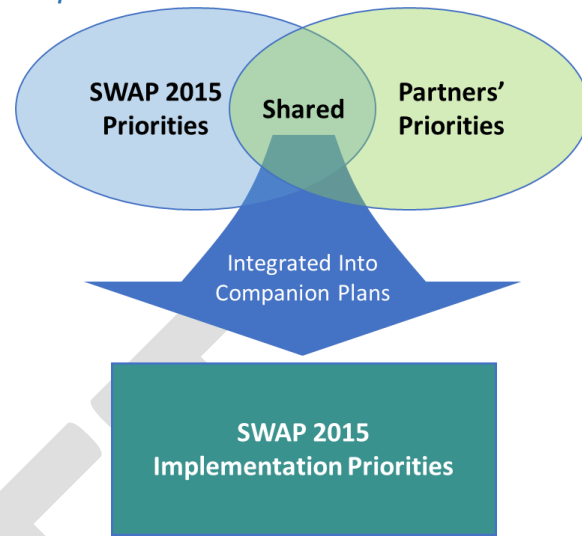 SWAP 2015
Priorities
Shared
Partners'
Priorities
Integrated Into
Companion Plans
SWAP 2015
Implementation Priorities